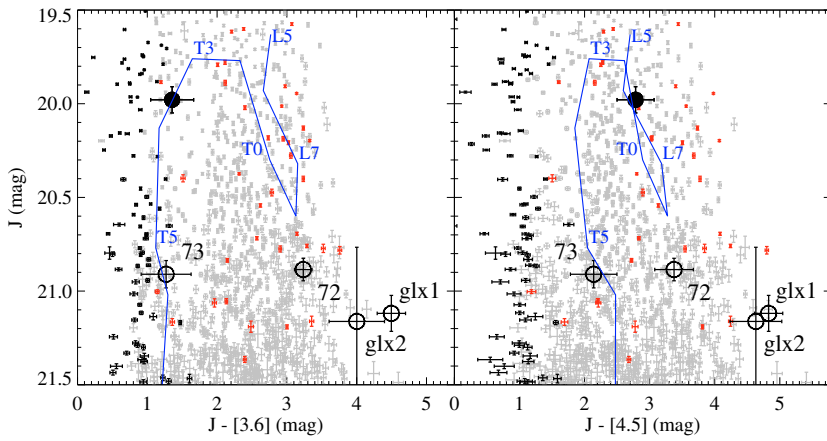 19.5
20.0
20.5
21.0
21.5
J (mag)
T3
L5
T0
L7
T5
73
72
glx1
glx2
0 1 2 3 4 5
J - [3.6] (mag)
T3
L5
T0
L7
T5
73
72
glx1
glx2
0 1 2 3 4 5
J - [4.5] (mag)